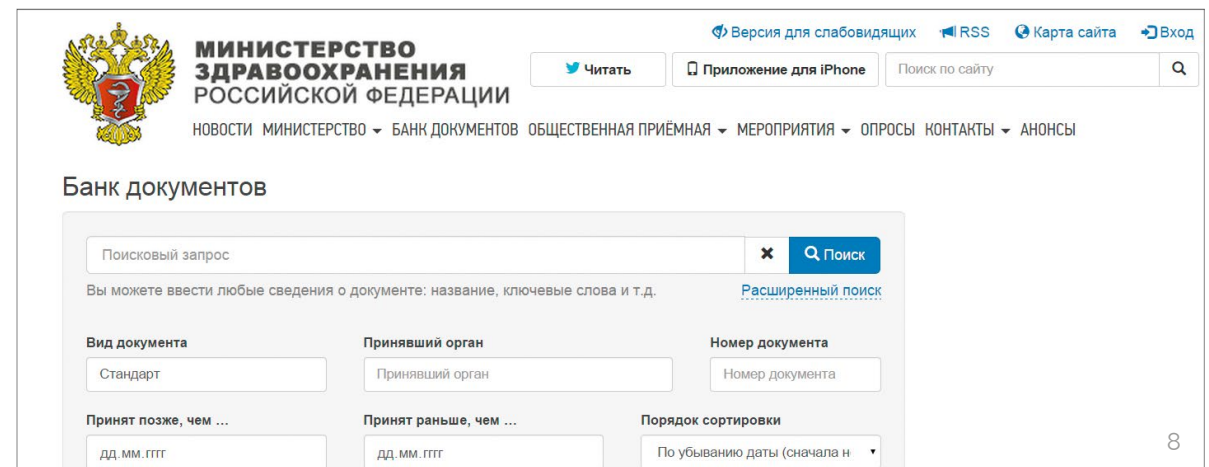 Версия для слабовидящих RSS Карта сайта Вход
МИНИСТЕРСТВО
ЗДРАВООХРАНЕНИЯ
РОССИЙСКОЙ ФЕДЕРАЦИИ
Читать Приложение для iPhone Поиск по сайту
НОВОСТИ МИНИСТЕРСТВО БАНК ДОКУМЕНТОВ ОБЩЕСТВЕННАЯ ПРИЁМНАЯ МЕРОПРИЯТИЯ ОПРОСЫ КОНТАКТЫ АНОНСЫ
Банк документов
Поисковый запрос Поиск
Вы можете ввести любые сведения о документе: название, ключевые слова и т.д. Расширенный поиск
Вид документа Принявший орган Номер документа
Стандарт Принявший орган Номер документа
Принят позже, чем ... Принят раньше, чем ... Порядок сортировки
дд.мм.гггг дд.мм.гггг По убыванию даты (сначала н
8